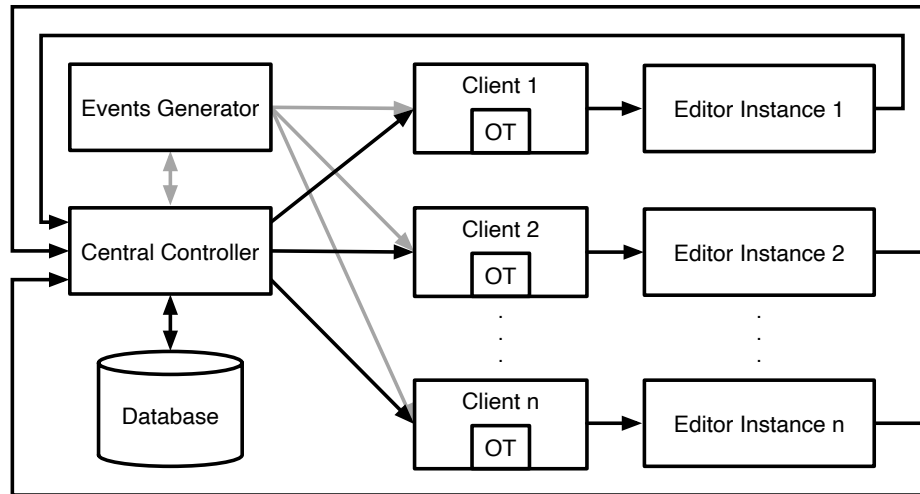 Events Generator
Client 1
OT
Editor Instance 1
Central Controller
Client 2
OT
Editor Instance 2
.
.
.
.
.
.
Database
Client n
OT
Editor Instance n